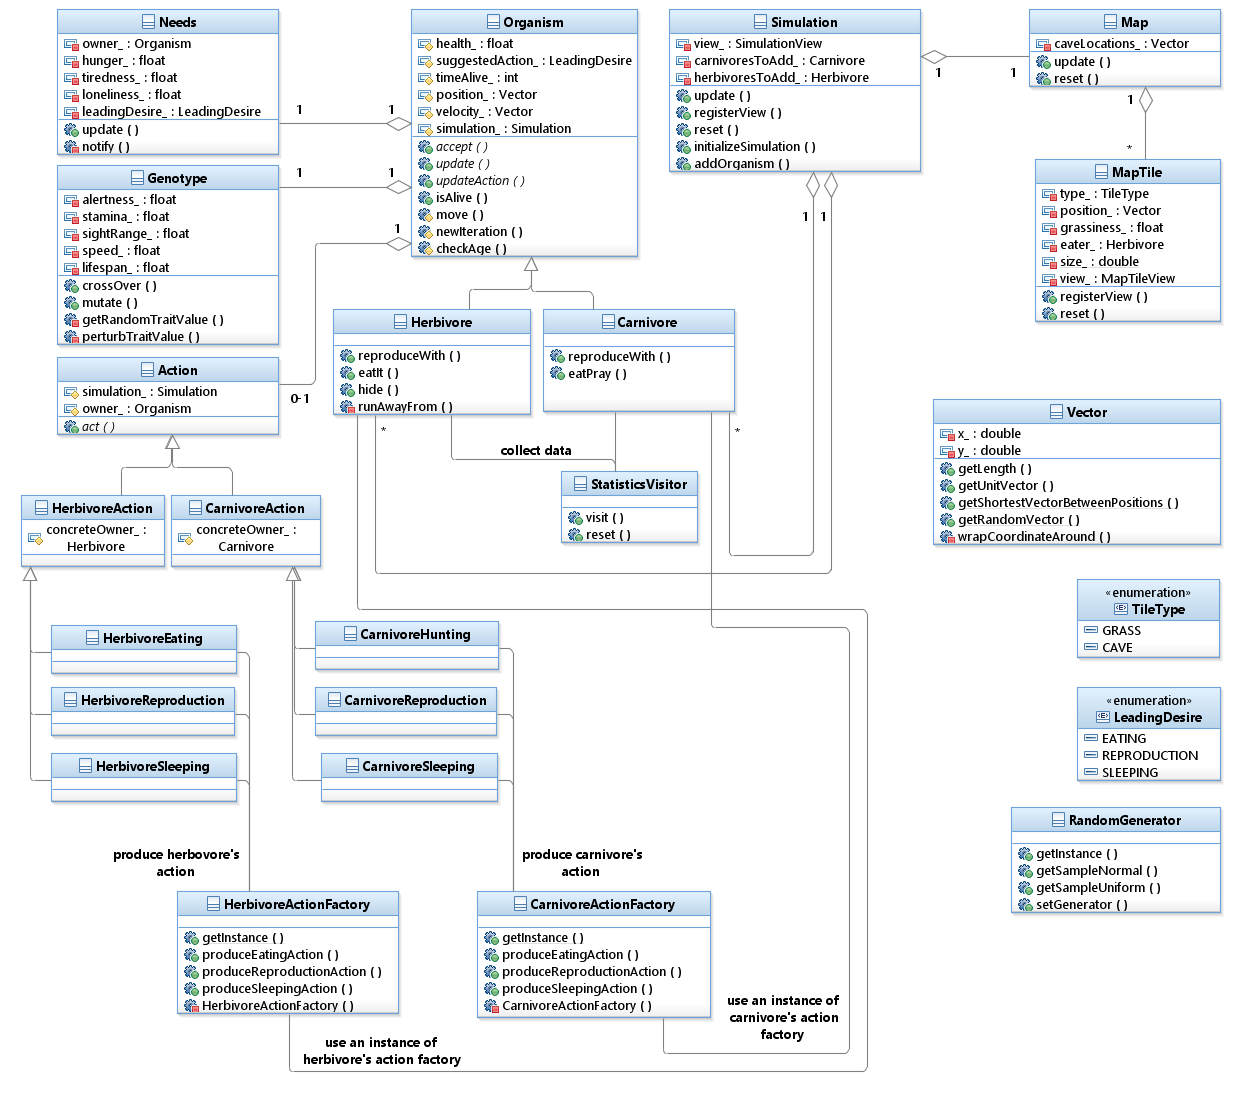 Needs
owner_ : Organism
hunger_ : float
tiredness_ : float
loneliness_ : float
leadingDesire_ : LeadingDesire
update ( )
notify ( )
Organism
health_ : float
suggestedAction_ : LeadingDesire
timeAlive_ : int
position_ : Vector
velocity_ : Vector
simulation_ : Simulation
accept ( )
update ( )
updateAction ( )
isAlive ( )
move ( )
newIteration ( )
checkAge ( )
Simulation
view_ : SimulationView
carnivoresToAdd_ : Carnivore
herbivoresToAdd_ : Herbivore
update ( )
registerView ( )
reset ( )
initializeSimulation ( )
addOrganism ( )
Map
caveLocations_ : Vector
update ( )
reset ( )
1
1
1
1
1
*
1
1
1
0-1
1
1
Genotype
alertness_ : float
stamina_ : float
sightRange_ : float
speed_ : float
lifespan_ : float
crossOver ( )
mutate ( )
getRandomTraitValue ( )
perturbTraitValue ( )
MapTile
type_ : TileType
position_ : Vector
grassiness_ : float
eater_ : Herbivore
size_ : double
view_ : MapTileView
registerView ( )
reset ( )
Herbivore
reproduceWith ( )
eatIt ( )
hide ( )
runAwayFrom ( )
Carnivore
reproduceWith ( )
eatPray ( )
Action
simulation_ : Simulation
owner_ : Organism
act ( )
*
*
collect data
StatisticsVisitor
visit ( )
reset ( )
Vector
x_ : double
y_ : double
getLength ( )
getUnitVector ( )
getShortestVectorBetweenPositions ( )
getRandomVector ( )
wrapCoordinateAround ( )
HerbivoreAction
concreteOwner_ :
Herbivore
CarnivoreAction
concreteOwner_ :
Carnivore
«enumeration»
TileType
GRASS
CAVE
HerbivoreEating
CarnivoreHunting
HerbivoreReproduction
CarnivoreReproduction
«enumeration»
LeadingDesire
EATING
REPRODUCTION
SLEEPING
HerbivoreSleeping
CarnivoreSleeping
RandomGenerator
getInstance ( )
getSampleNormal ( )
getSampleUniform ( )
setGenerator ( )
produce herbovore's
action
produce carnivore's
action
HerbivoreActionFactory
getInstance ( )
produceEatingAction ( )
produceReproductionAction ( )
produceSleepingAction ( )
HerbivoreActionFactory ( )
CarnivoreActionFactory
getInstance ( )
produceEatingAction ( )
produceReproductionAction ( )
produceSleepingAction ( )
CarnivoreActionFactory ( )
use an instance of
carnivore's action
factory
use an instance of
herbivore's action factory